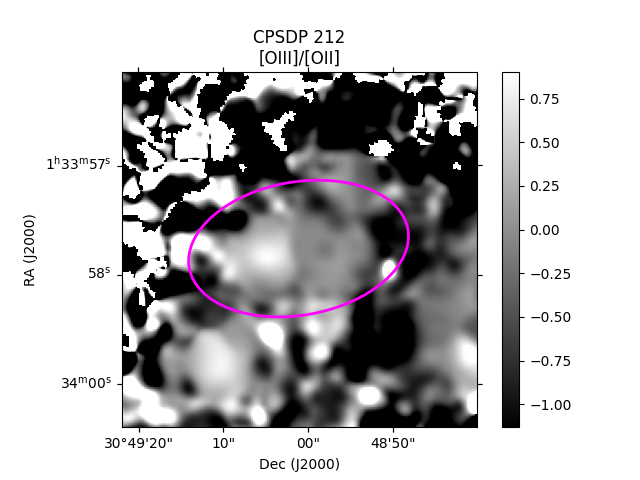 CPSDP 212
[OIII]/[OII]
1ʰ33ᵐ57ˢ
58ˢ
34ᵐ00ˢ
RA (J2000)
30°49'20"
10"
00"
48'50"
Dec (J2000)
0.75
0.50
0.25
0.00
−0.25
−0.50
−0.75
−1.00